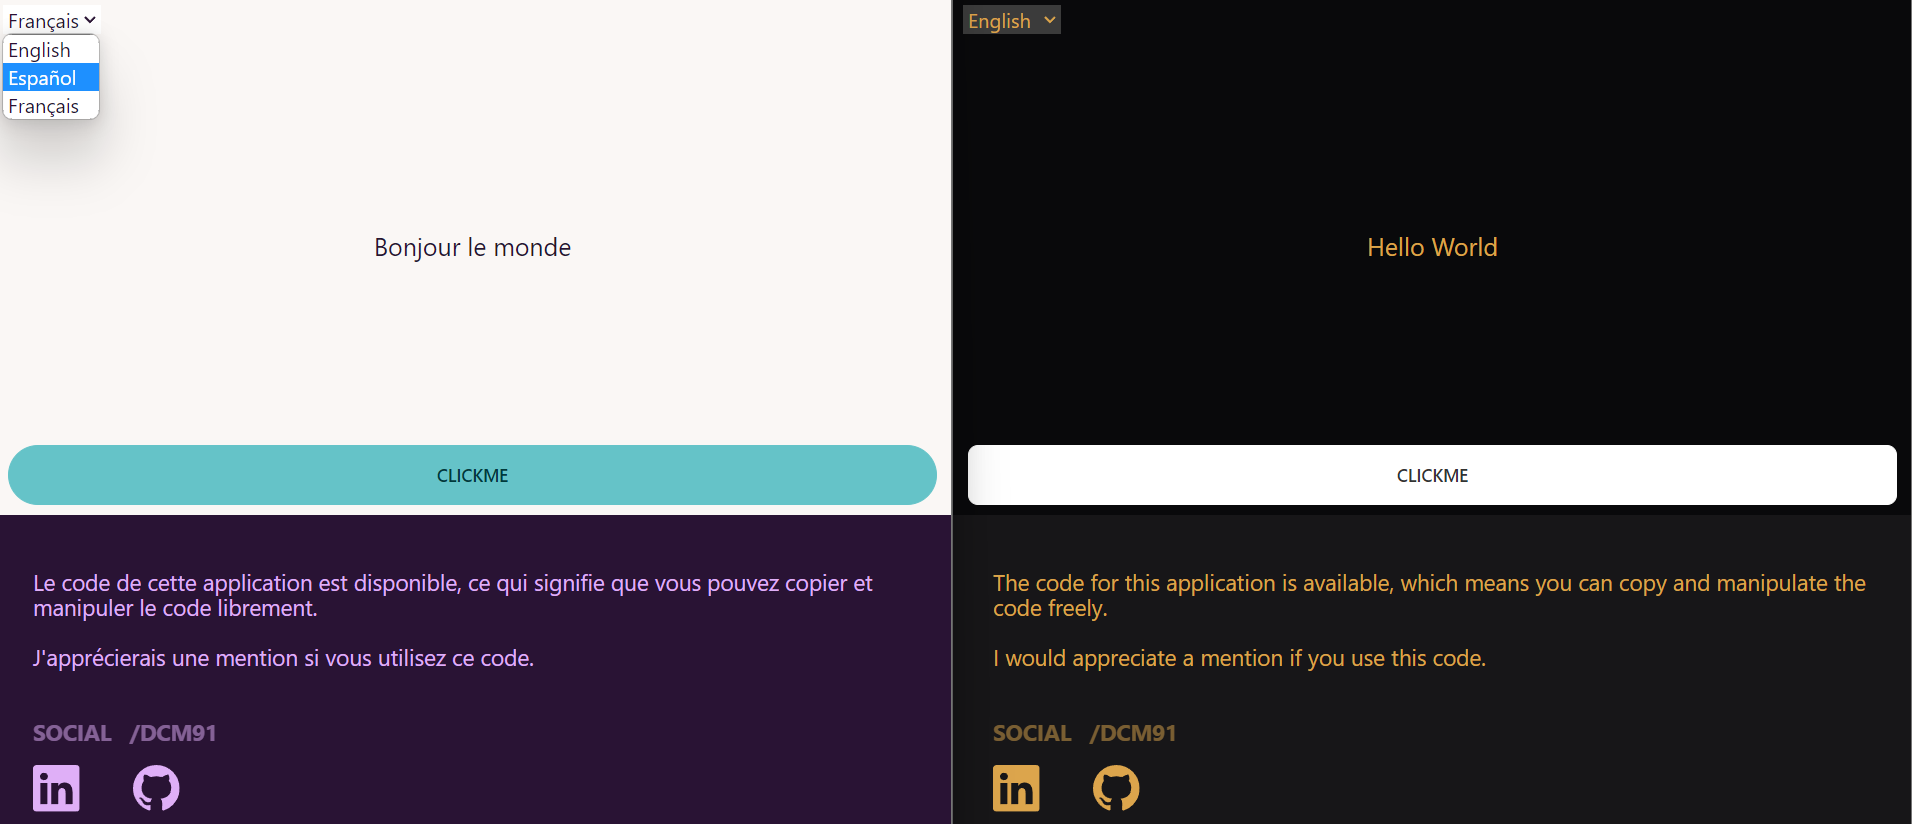 Français
English
Español
Français
Bonjour le monde
CLICKME
Le code de cette application est disponible, ce qui signifie que vous pouvez copier et
manipuler le code librement.
J'apprécierais une mention si vous utilisez ce code.
SOCIAL /DCM91
in
English
Hello World
CLICKME
The code for this application is available, which means you can copy and manipulate the
code freely.
I would appreciate a mention if you use this code.
SOCIAL /DCM91
in